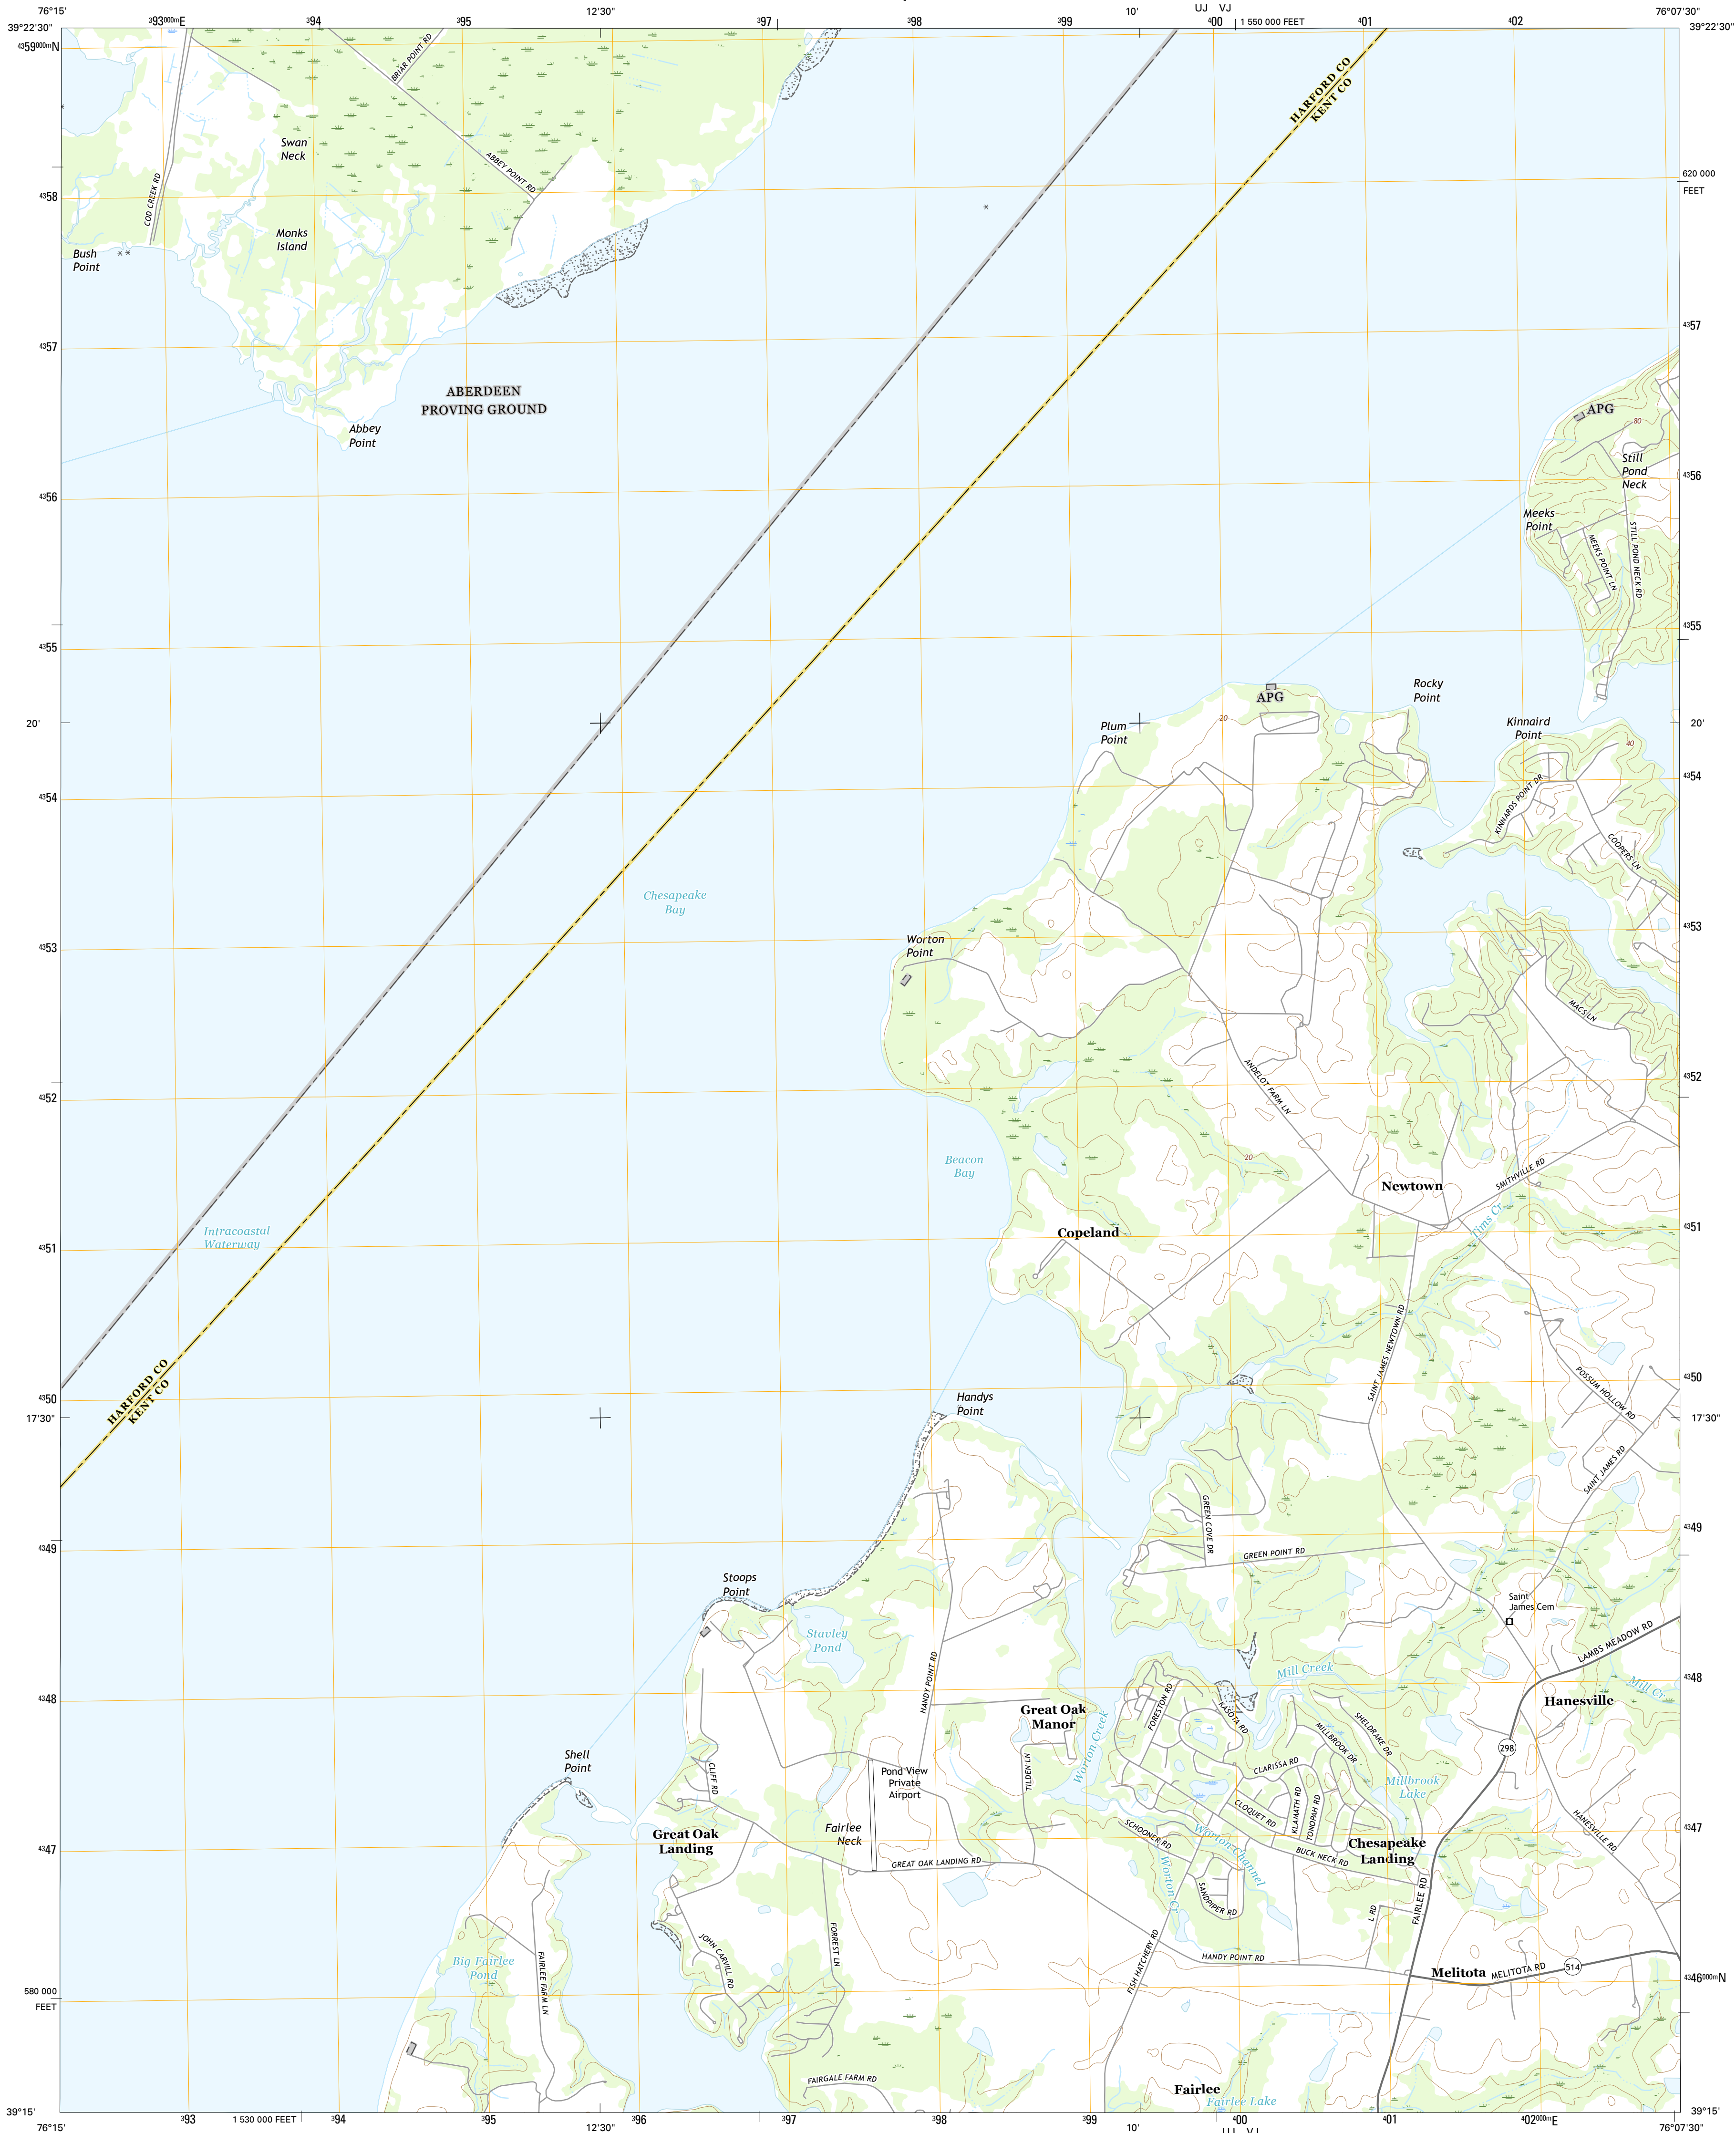 76°15'
³93⁰⁰⁰ᵐE
³94
³95
12'30"
³97
³98
³99
10'
UJ VJ
⁴00
1 550 000 FEET
⁴01
⁴02
76°07'30"
39°22'30"
39°22'30"
⁴³59⁰⁰⁰ᵐN
BRIAR POINT RD
HARFORD CO
KENT CO
Swan
Neck
ABBEY POINT RD
COD CREEK RD
⁴³58
620 000
FEET
Monks
Island
Bush
Point
⁴³57
⁴³57
ABERDEEN
PROVING GROUND
Abbey
Point
APG
80
Still
Pond
Neck
⁴³56
⁴³56
Meeks
Point
MEEKS POINT LN
STILL POND NECK RD
⁴³55
⁴³55
Rocky
Point
APG
20
Plum
Point
Kinnaird
Point
20'
20'
40
⁴³54
⁴³54
KINNARDS POINT DR
COOPERS LN
Chesapeake
Bay
⁴³53
⁴³53
Worton
Point
MACS LN
⁴³52
⁴³52
ANDELOT FARM LN
Beacon
Bay
20
SMITHVILLE RD
Newtown
Tims Cr
Intracoastal
Waterway
Copeland
⁴³51
⁴³51
SAINT JAMES NEWTOWN RD
HARFORD CO
KENT CO
⁴³50
⁴³50
POSSUM HOLLOW RD
Handys
Point
17'30"
17'30"
SAINT JAMES RD
GREEN COVE DR
⁴³49
⁴³49
GREEN POINT RD
Stoops
Point
Saint
James Cem
Stavley
Pond
LAMBS MEADOW RD
HANDY POINT RD
Mill Creek
⁴³48
⁴³48
Mill Cr
Hanesville
Great Oak
Manor
FORESTON RD
KASOTA RD
SHELDRAKE DR
MILLBROOK DR
Worton Creek
298
Shell
Point
CLIFF RD
Pond View
Private
Airport
TILDEN LN
CLARISSA RD
Millbrook
Lake
KLAMATH RD
TONOPAH RD
CLOQUET RD
HANESVILLE RD
⁴³47
⁴³47
Great Oak
Landing
Fairlee
Neck
SCHOONER RD
Worton Channel
Chesapeake
Landing
BUCK NECK RD
GREAT OAK LANDING RD
Worton Cr
SANDPIPER RD
FAIRLEE RD
L RD
JOHN CARVILL RD
FORREST LN
FISH HATCHERY RD
HANDY POINT RD
Big Fairlee
Pond
FAIRLEE FARM LN
Melitota
MELITOTA RD
514
⁴³46⁰⁰⁰ᵐN
580 000
FEET
FAIRGALE FARM RD
Fairlee
Fairlee Lake
39°15'
39°15'
76°15'
³93
1 530 000 FEET
³94
³95
12'30"
³96
³97
³98
³99
10'
UJ VJ
⁴00
⁴01
⁴02⁰⁰⁰ᵐE
76°07'30"